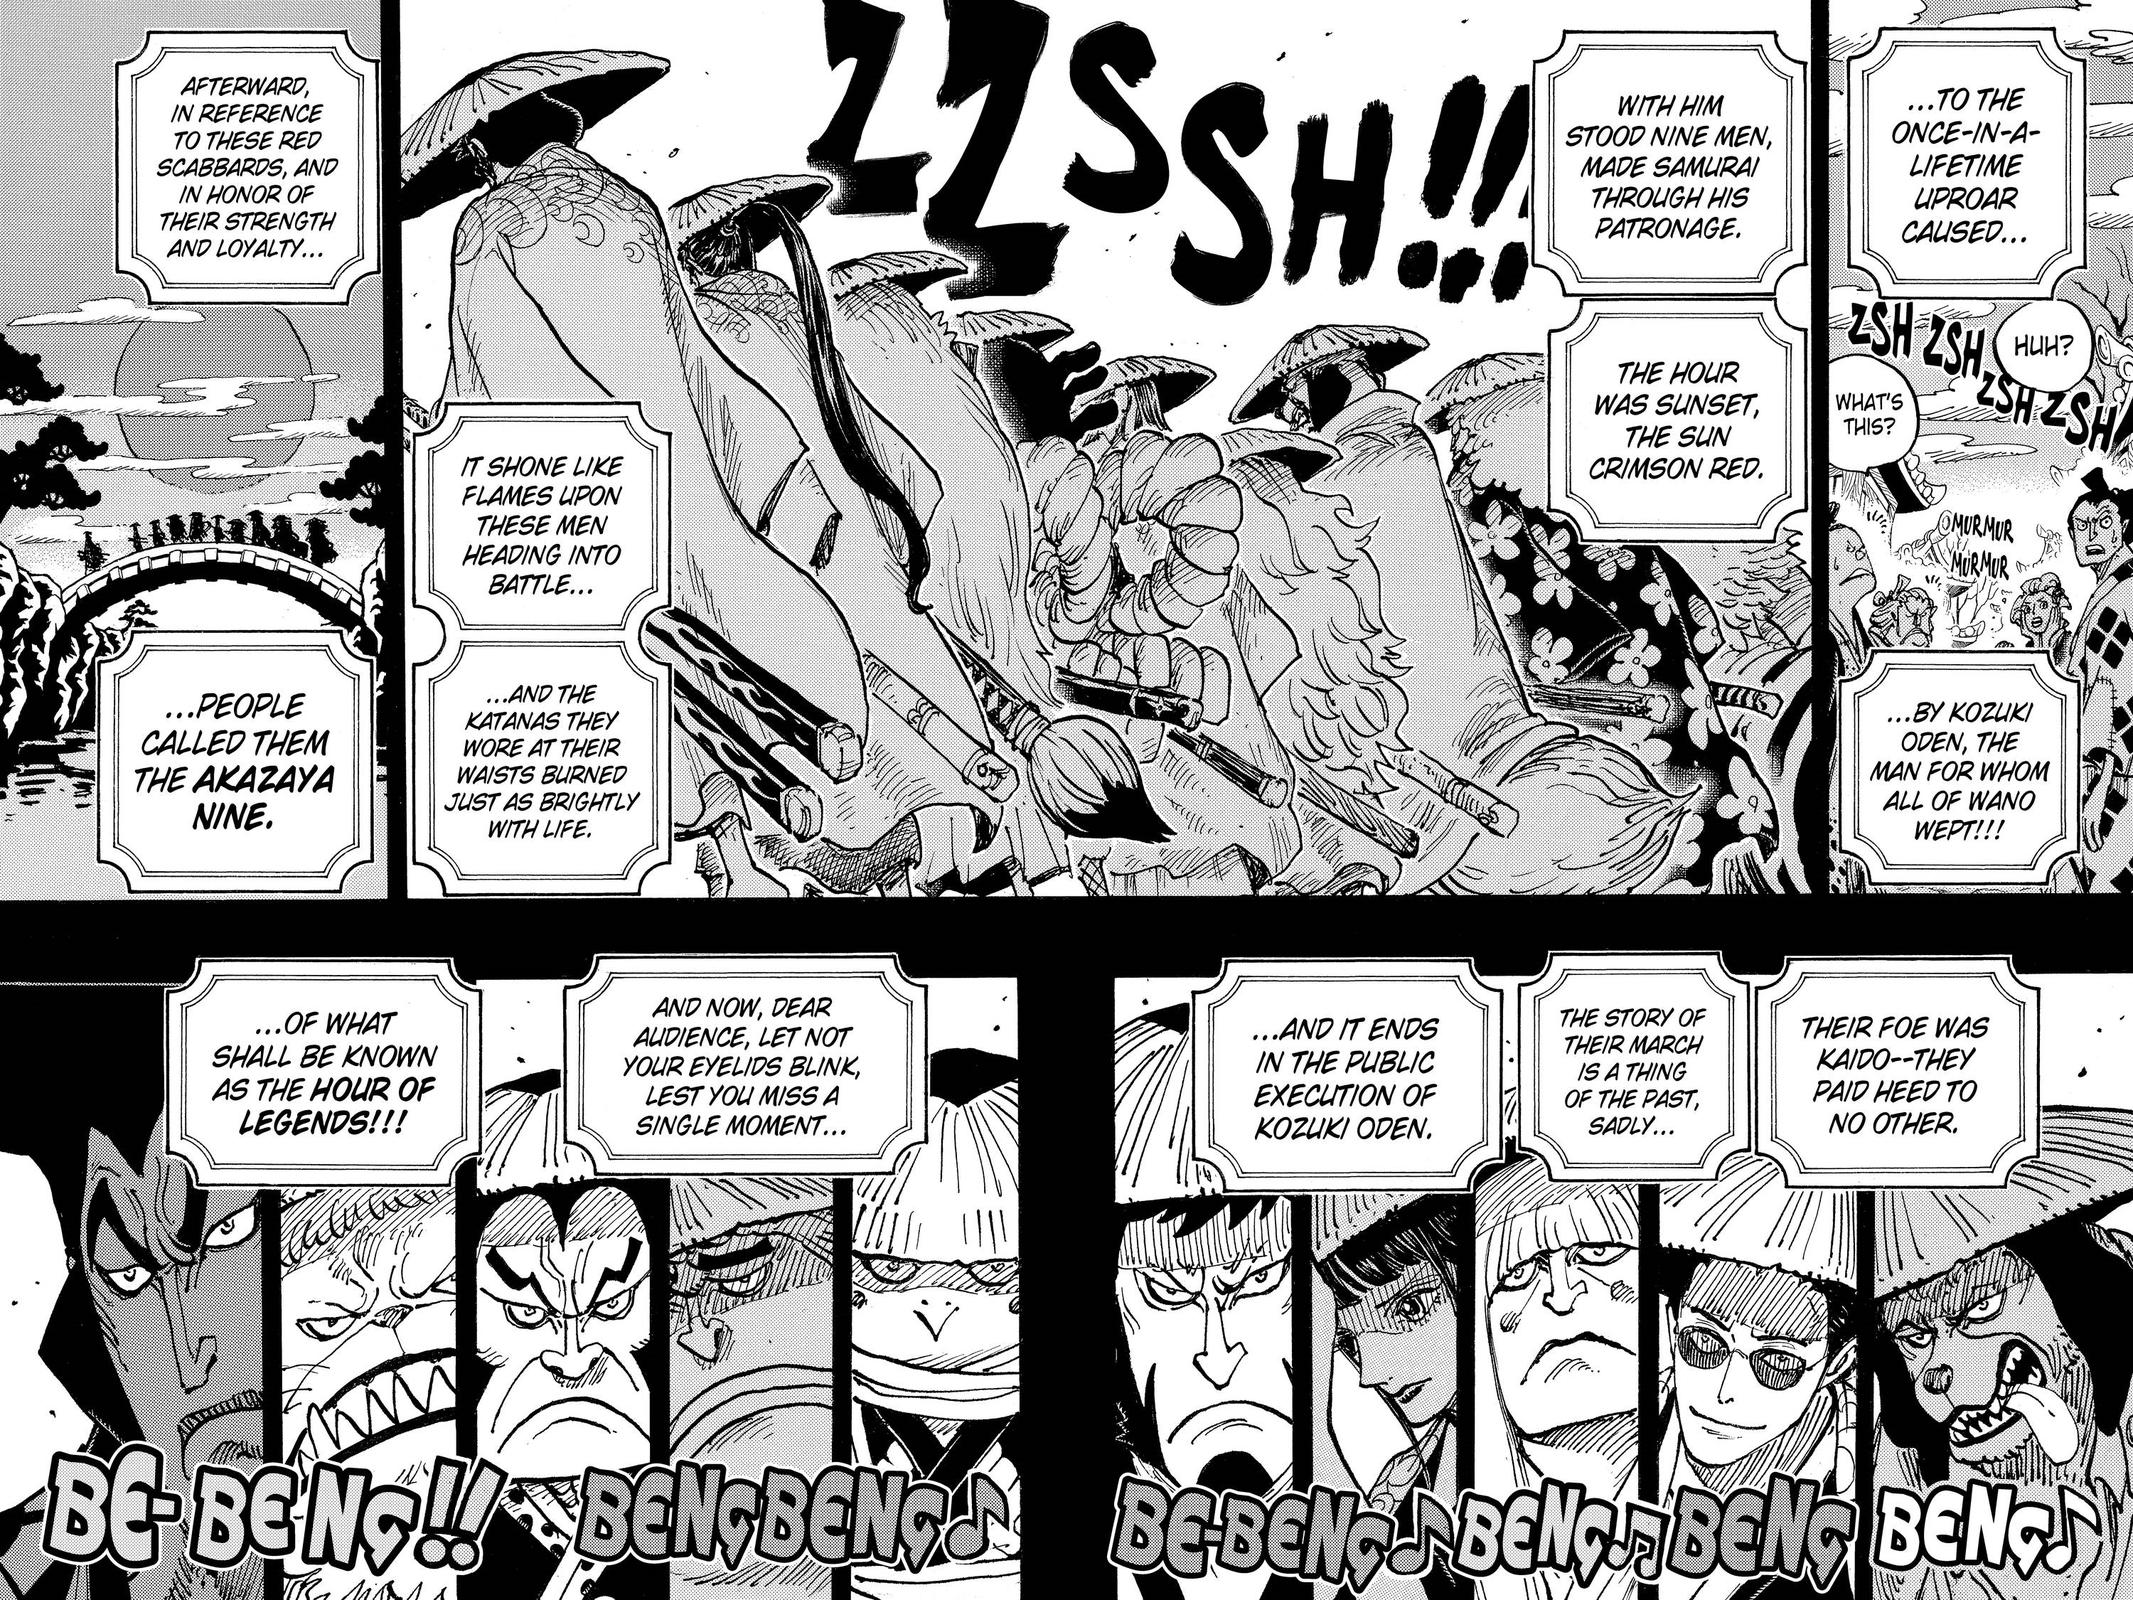 ...TO THE
ONCE-IN-A-
LIFETIME
UPROAR
CAUSED...
ZSH ZSH
ZSH ZSH
HUH?
WHAT'S
THIS?
MURMUR
MURMUR
...BY KOZUKI
ODEN, THE
MAN FOR WHOM
ALL OF WANO
WEPT!!!
WITH HIM
STOOD NINE MEN,
MADE SAMURAI
THROUGH HIS
PATRONAGE.
THE HOUR
WAS SUNSET,
THE SUN
CRIMSON RED.
ZZSSH!!!
IT SHONE LIKE
FLAMES UPON
THESE MEN
HEADING INTO
BATTLE...
...AND THE
KATANAS THEY
WORE AT THEIR
WAISTS BURNED
JUST AS BRIGHTLY
WITH LIFE.
AFTERWARD,
IN REFERENCE
TO THESE RED
SCABBARDS, AND
IN HONOR OF
THEIR STRENGTH
AND LOYALTY...
...PEOPLE
CALLED THEM
THE AKAZAYA
NINE.
THEIR FOE WAS
KAIDO--THEY
PAID HEED TO
NO OTHER.
THE STORY OF
THEIR MARCH
IS A THING
OF THE PAST,
SADLY...
...AND IT ENDS
IN THE PUBLIC
EXECUTION OF
KOZUKI ODEN.
BE-BENG♪ BENG♫ BENG BENG♪
AND NOW, DEAR
AUDIENCE, LET NOT
YOUR EYELIDS BLINK,
LEST YOU MISS A
SINGLE MOMENT...
...OF WHAT
SHALL BE KNOWN
AS THE HOUR OF
LEGENDS!!!
BE-BENG!! BENGBENG♪